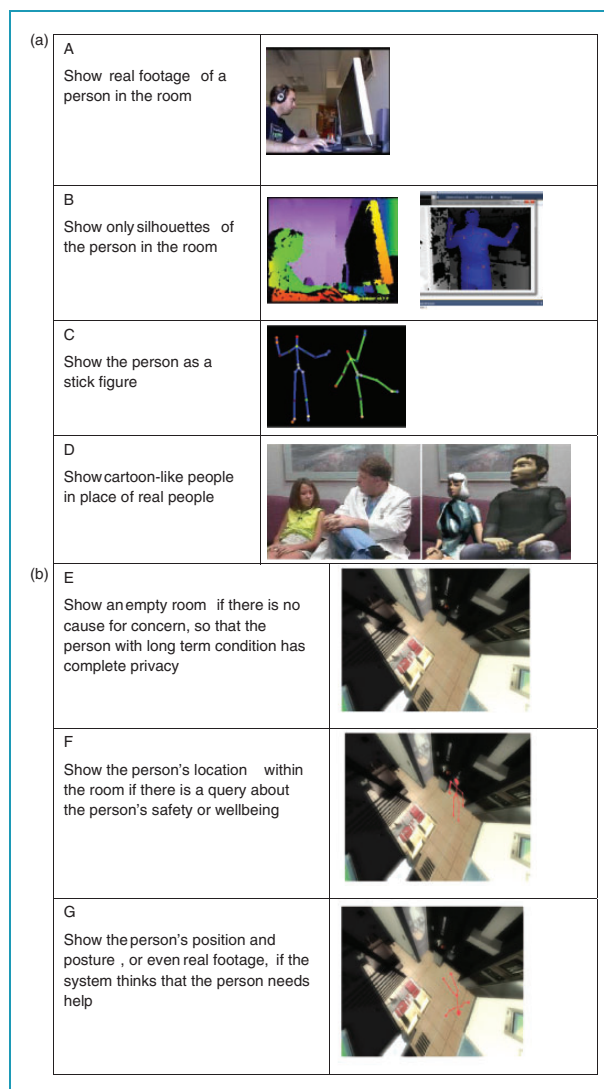 (a)
A
Show real footage of a
person in the room
B
Show only silhouettes of
the person in the room
C
Show the person as a
stick figure
D
Show cartoon-like people
in place of real people
(b)
E
Show an empty room if there is no
cause for concern, so that the
person with long term condition has
complete privacy
F
Show the person's location within
the room if there is a query about
the person's safety or wellbeing
G
Show the person's position and
posture , or even real footage, if the
system thinks that the person needs
help